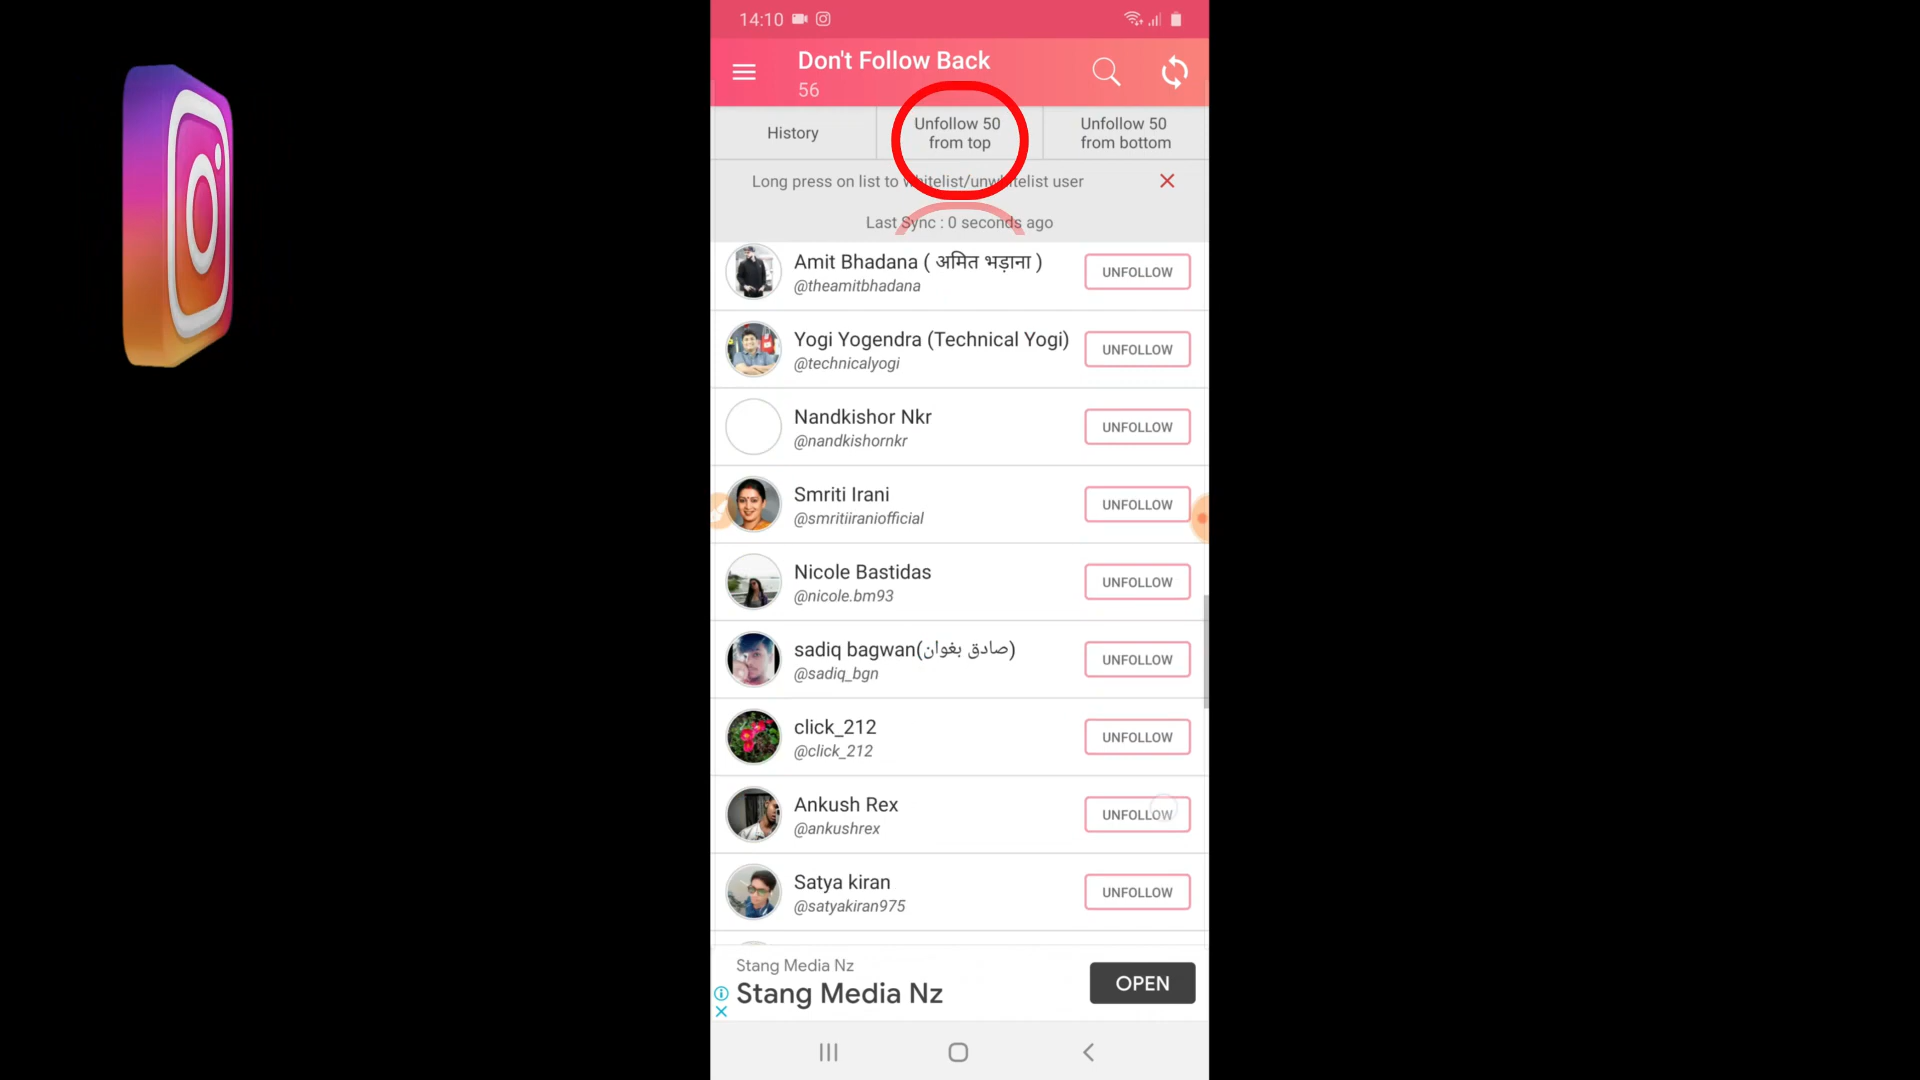 14:10
Don't Follow Back
56
History
Unfollow 50
from top
Unfollow 50
from bottom
Long press on list to whitelist/unwhitelist user
Last Sync : 0 seconds ago
Amit Bhadana ( अमित भड़ाना )
@theamitbhadana
UNFOLLOW
Yogi Yogendra (Technical Yogi)
@technicalyogi
UNFOLLOW
Nandkishor Nkr
@nandkishornkr
UNFOLLOW
Smriti Irani
@smritiiraniofficial
UNFOLLOW
Nicole Bastidas
@nicole.bm93
UNFOLLOW
sadiq bagwan(صادق بغوان)
@sadiq_bgn
UNFOLLOW
click_212
@click_212
UNFOLLOW
Ankush Rex
@ankushrex
UNFOLLOW
Satya kiran
@satyakiran975
UNFOLLOW
Stang Media Nz
Stang Media Nz
OPEN